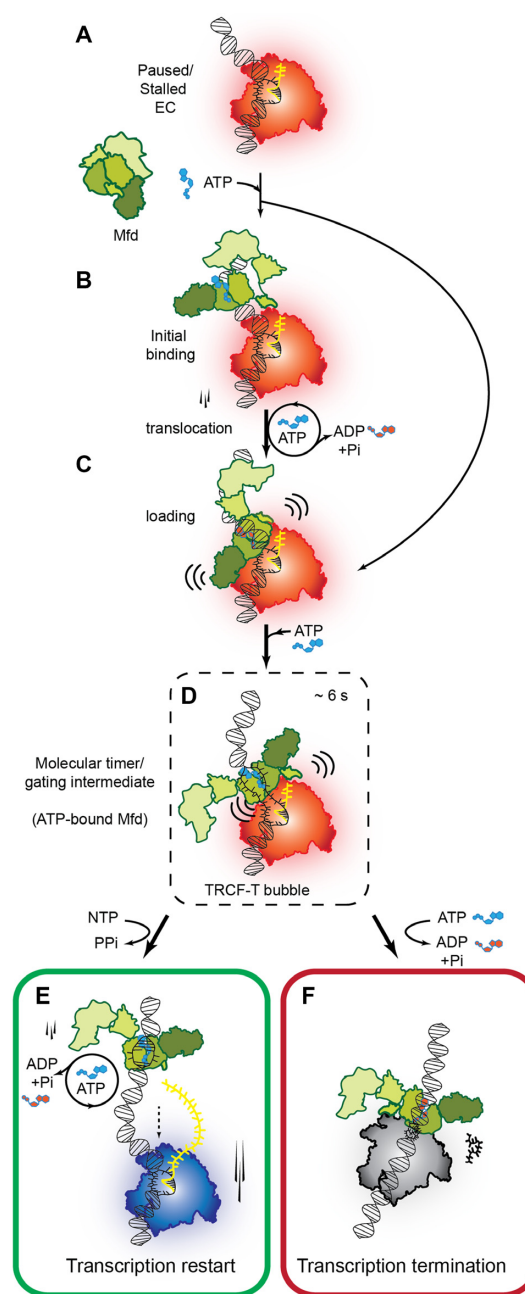 A
Paused/
Stalled
EC
ATP
Mfd
B
Initial
binding
translocation
ATP
ADP
+Pi
C
loading
ATP
D
~ 6 s
Molecular timer/
gating intermediate
(ATP-bound Mfd)
TRCF-T bubble
NTP
PPi
ATP
ADP
+Pi
E
ADP
+Pi
ATP
Transcription restart
F
Transcription termination